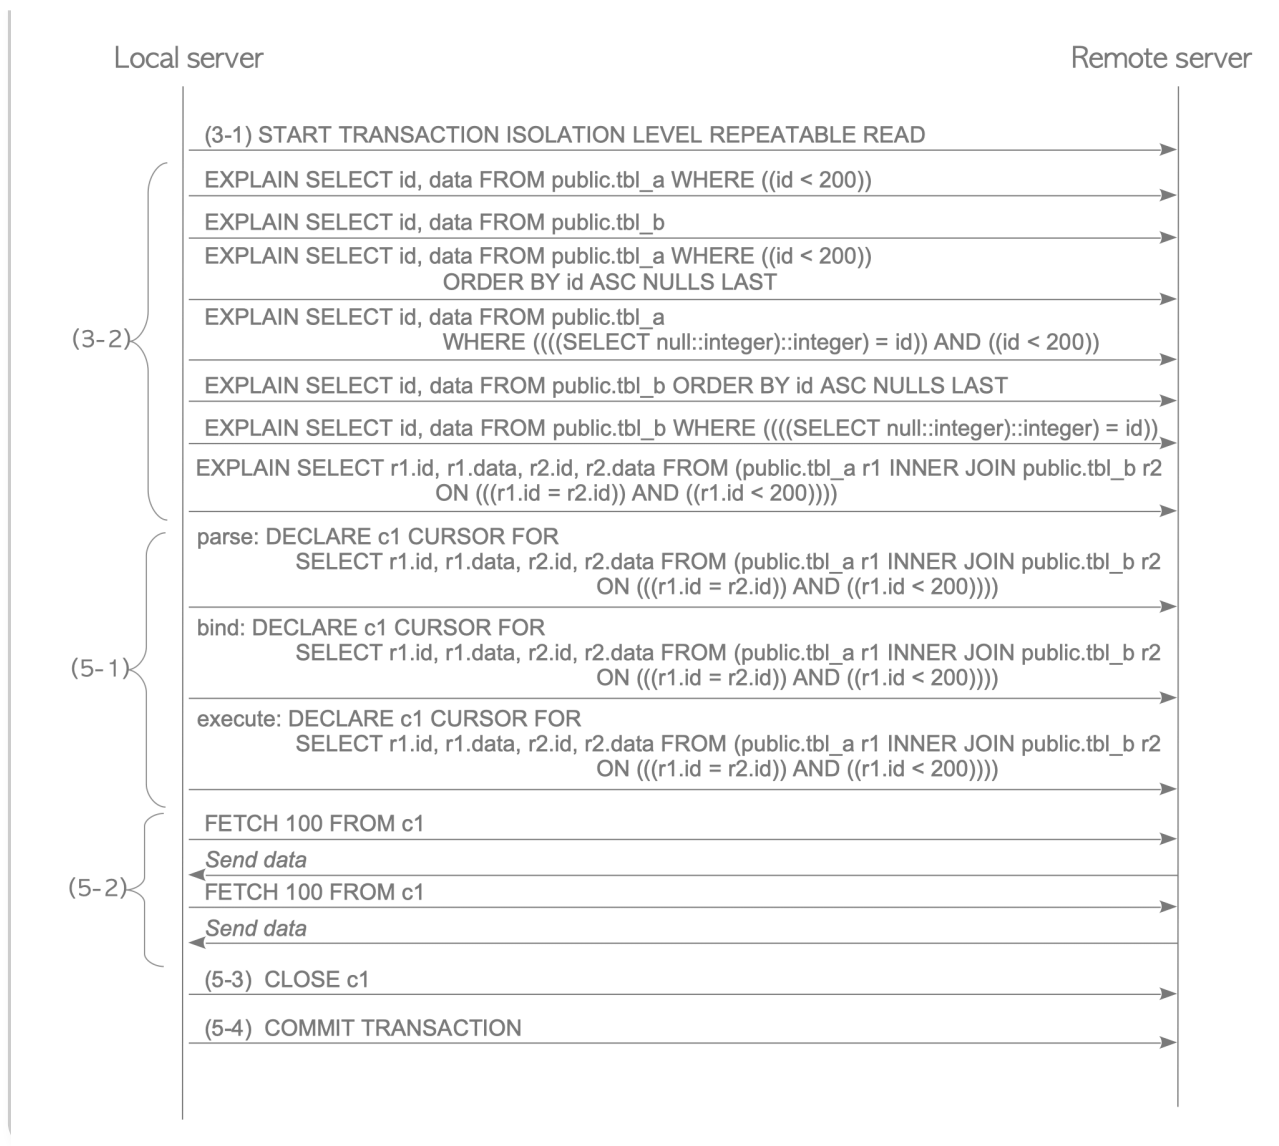 Local server
Remote server
(3-1) START TRANSACTION ISOLATION LEVEL REPEATABLE READ
(3-2)
EXPLAIN SELECT id, data FROM public.tbl_a WHERE ((id < 200))
EXPLAIN SELECT id, data FROM public.tbl_b
EXPLAIN SELECT id, data FROM public.tbl_a WHERE ((id < 200))
ORDER BY id ASC NULLS LAST
EXPLAIN SELECT id, data FROM public.tbl_a
WHERE ((((SELECT null::integer)::integer) = id)) AND ((id < 200))
EXPLAIN SELECT id, data FROM public.tbl_b ORDER BY id ASC NULLS LAST
EXPLAIN SELECT id, data FROM public.tbl_b WHERE ((((SELECT null::integer)::integer) = id))
EXPLAIN SELECT r1.id, r1.data, r2.id, r2.data FROM (public.tbl_a r1 INNER JOIN public.tbl_b r2
ON (((r1.id = r2.id)) AND ((r1.id < 200))))
(5-1)
parse: DECLARE c1 CURSOR FOR
SELECT r1.id, r1.data, r2.id, r2.data FROM (public.tbl_a r1 INNER JOIN public.tbl_b r2
ON (((r1.id = r2.id)) AND ((r1.id < 200))))
bind: DECLARE c1 CURSOR FOR
SELECT r1.id, r1.data, r2.id, r2.data FROM (public.tbl_a r1 INNER JOIN public.tbl_b r2
ON (((r1.id = r2.id)) AND ((r1.id < 200))))
execute: DECLARE c1 CURSOR FOR
SELECT r1.id, r1.data, r2.id, r2.data FROM (public.tbl_a r1 INNER JOIN public.tbl_b r2
ON (((r1.id = r2.id)) AND ((r1.id < 200))))
(5-2)
FETCH 100 FROM c1
Send data
FETCH 100 FROM c1
Send data
(5-3) CLOSE c1
(5-4) COMMIT TRANSACTION